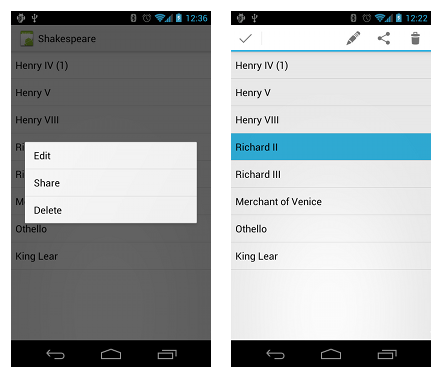 12:36
Shakespeare
Henry IV (1)
Henry V
Henry VIII
Ri
Edit
Ri
Share
Me
Delete
Othello
King Lear
12:22
Henry IV (1)
Henry V
Henry VIII
Richard II
Richard III
Merchant of Venice
Othello
King Lear